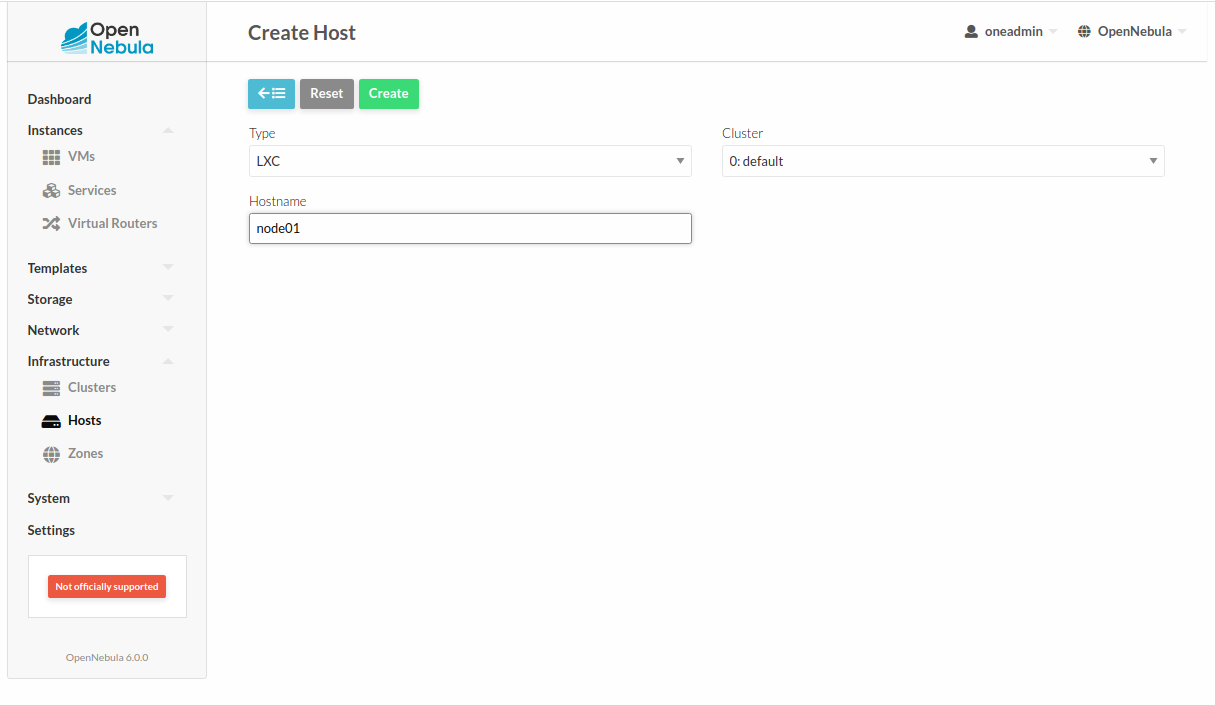 Open
Nebula
Create Host
oneadmin
OpenNebula
Dashboard
Instances
VMs
Services
Virtual Routers
Templates
Storage
Network
Infrastructure
Clusters
Hosts
Zones
System
Settings
Not officially supported
OpenNebula 6.0.0
Reset
Create
Type
Cluster
LXC
0: default
Hostname
node01